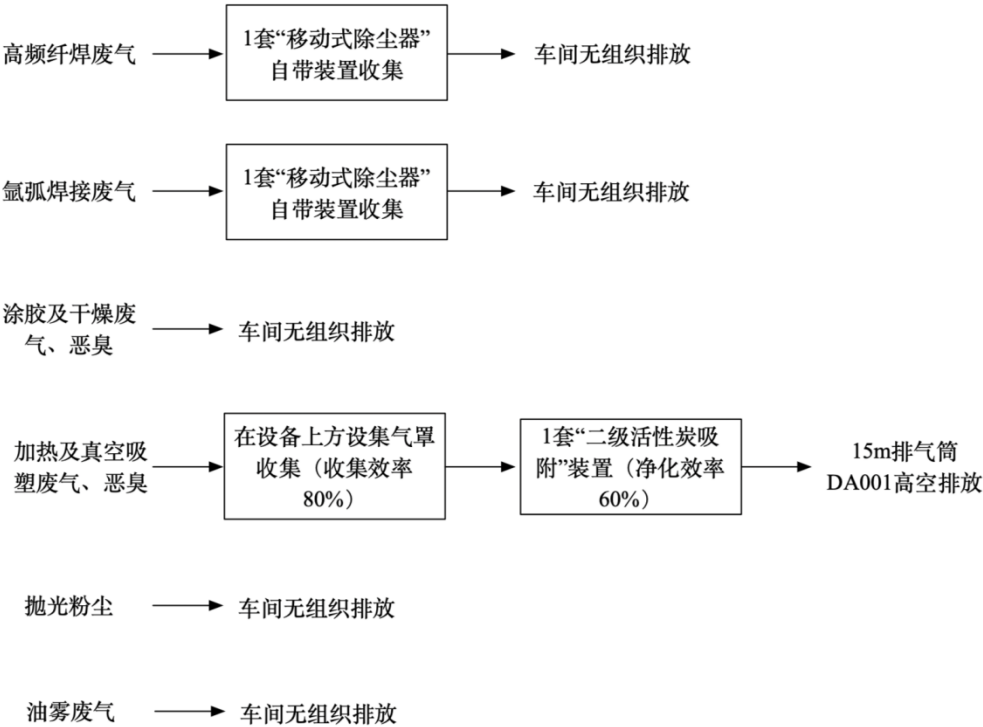 高频纤焊废气
1套“移动式除尘器”
自带装置收集
车间无组织排放
氩弧焊接废气
1套“移动式除尘器”
自带装置收集
车间无组织排放
涂胶及干燥废
气、恶臭
车间无组织排放
加热及真空吸
塑废气、恶臭
在设备上方设集气罩
收集（收集效率
80%）
1套“二级活性炭吸
附”装置（净化效率
60%）
15m排气筒
DA001高空排放
抛光粉尘
车间无组织排放
油雾废气
车间无组织排放